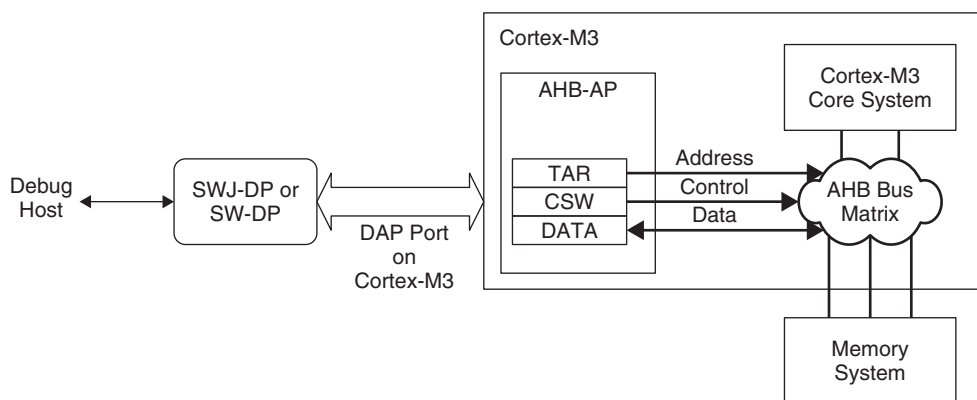 Cortex-M3
AHB-AP
Cortex-M3
Core System
TAR
CSW
DATA
Address
Control
Data
AHB Bus
Matrix
Debug
Host
SWJ-DP or
SW-DP
DAP Port
on
Cortex-M3
Memory
System